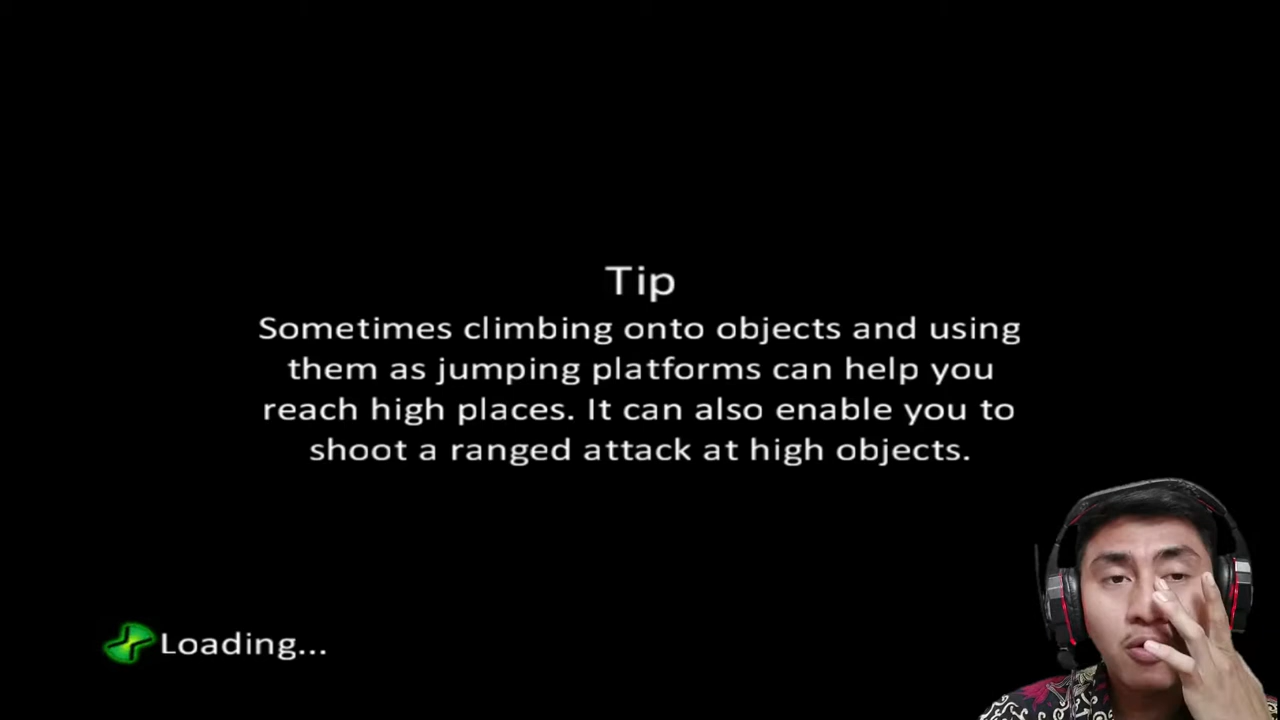 Tip
Sometimes climbing onto objects and using
them as jumping platforms can help you
reach high places. It can also enable you to
shoot a ranged attack at high objects.
Loading...